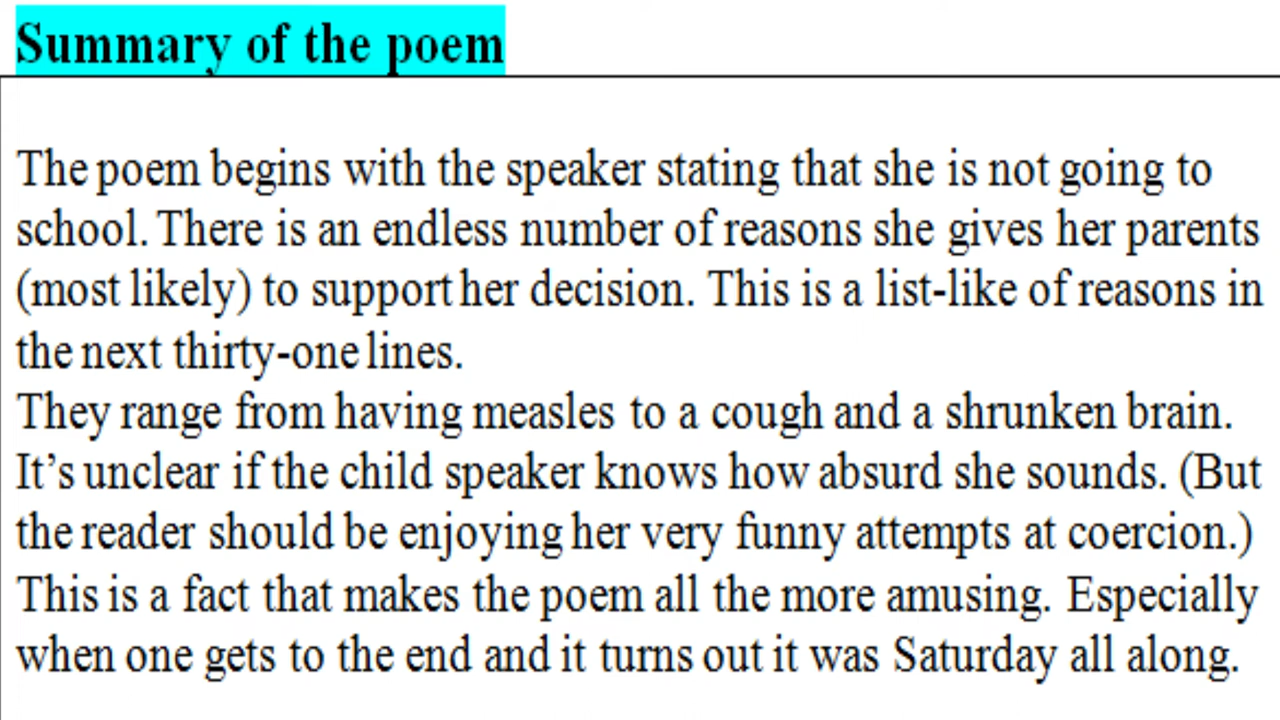 Summary of the poem
The poem begins with the speaker stating that she is not going to
school. There is an endless number of reasons she gives her parents
(most likely) to support her decision. This is a list-like of reasons in
the next thirty-one lines.
They range from having measles to a cough and a shrunken brain.
It’s unclear if the child speaker knows how absurd she sounds. (But
the reader should be enjoying her very funny attempts at coercion.)
This is a fact that makes the poem all the more amusing. Especially
when one gets to the end and it turns out it was Saturday all along.